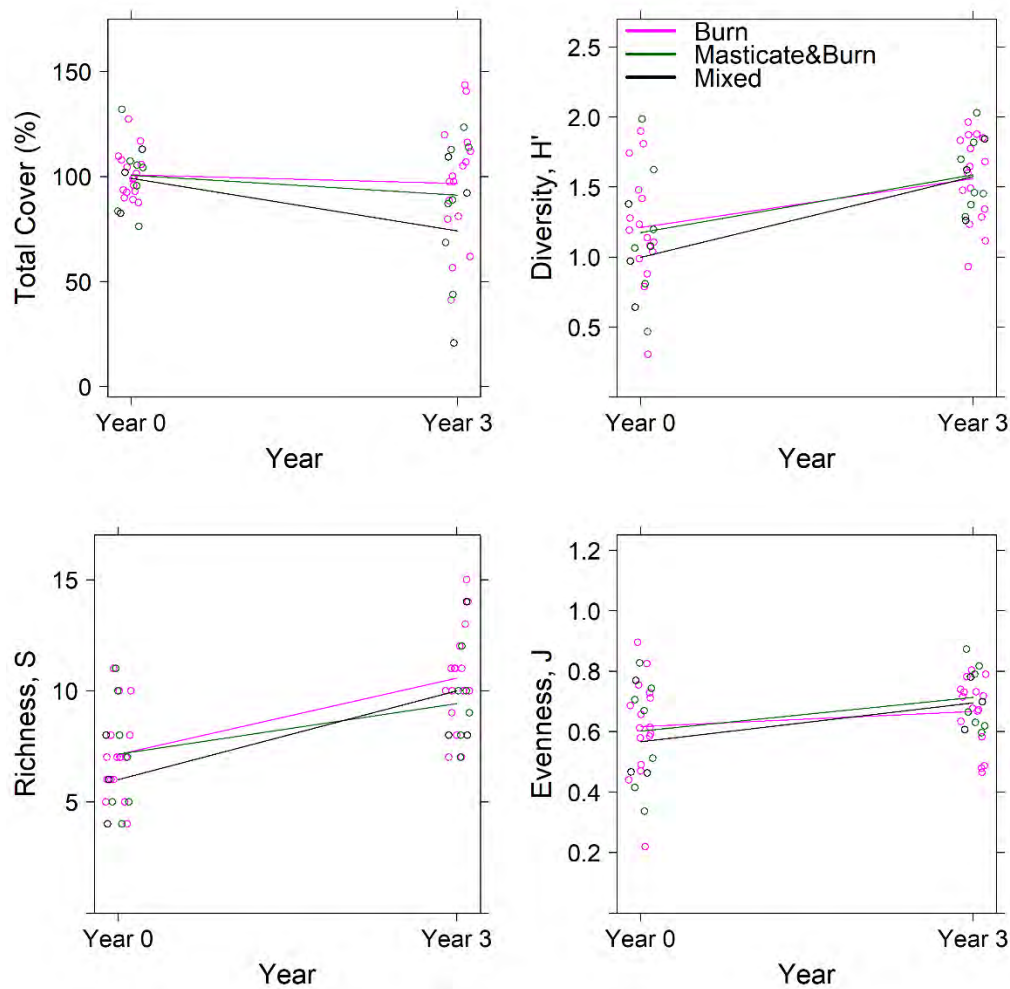 Total Cover (%)
150
100
50
0
Year 0
Year 3
Year
Burn
Masticate&Burn
Mixed
Diversity, H'
2.5
2.0
1.5
1.0
0.5
Year 0
Year 3
Year
Richness, S
15
10
5
Year 0
Year 3
Year
Evenness, J
1.2
1.0
0.8
0.6
0.4
0.2
Year 0
Year 3
Year